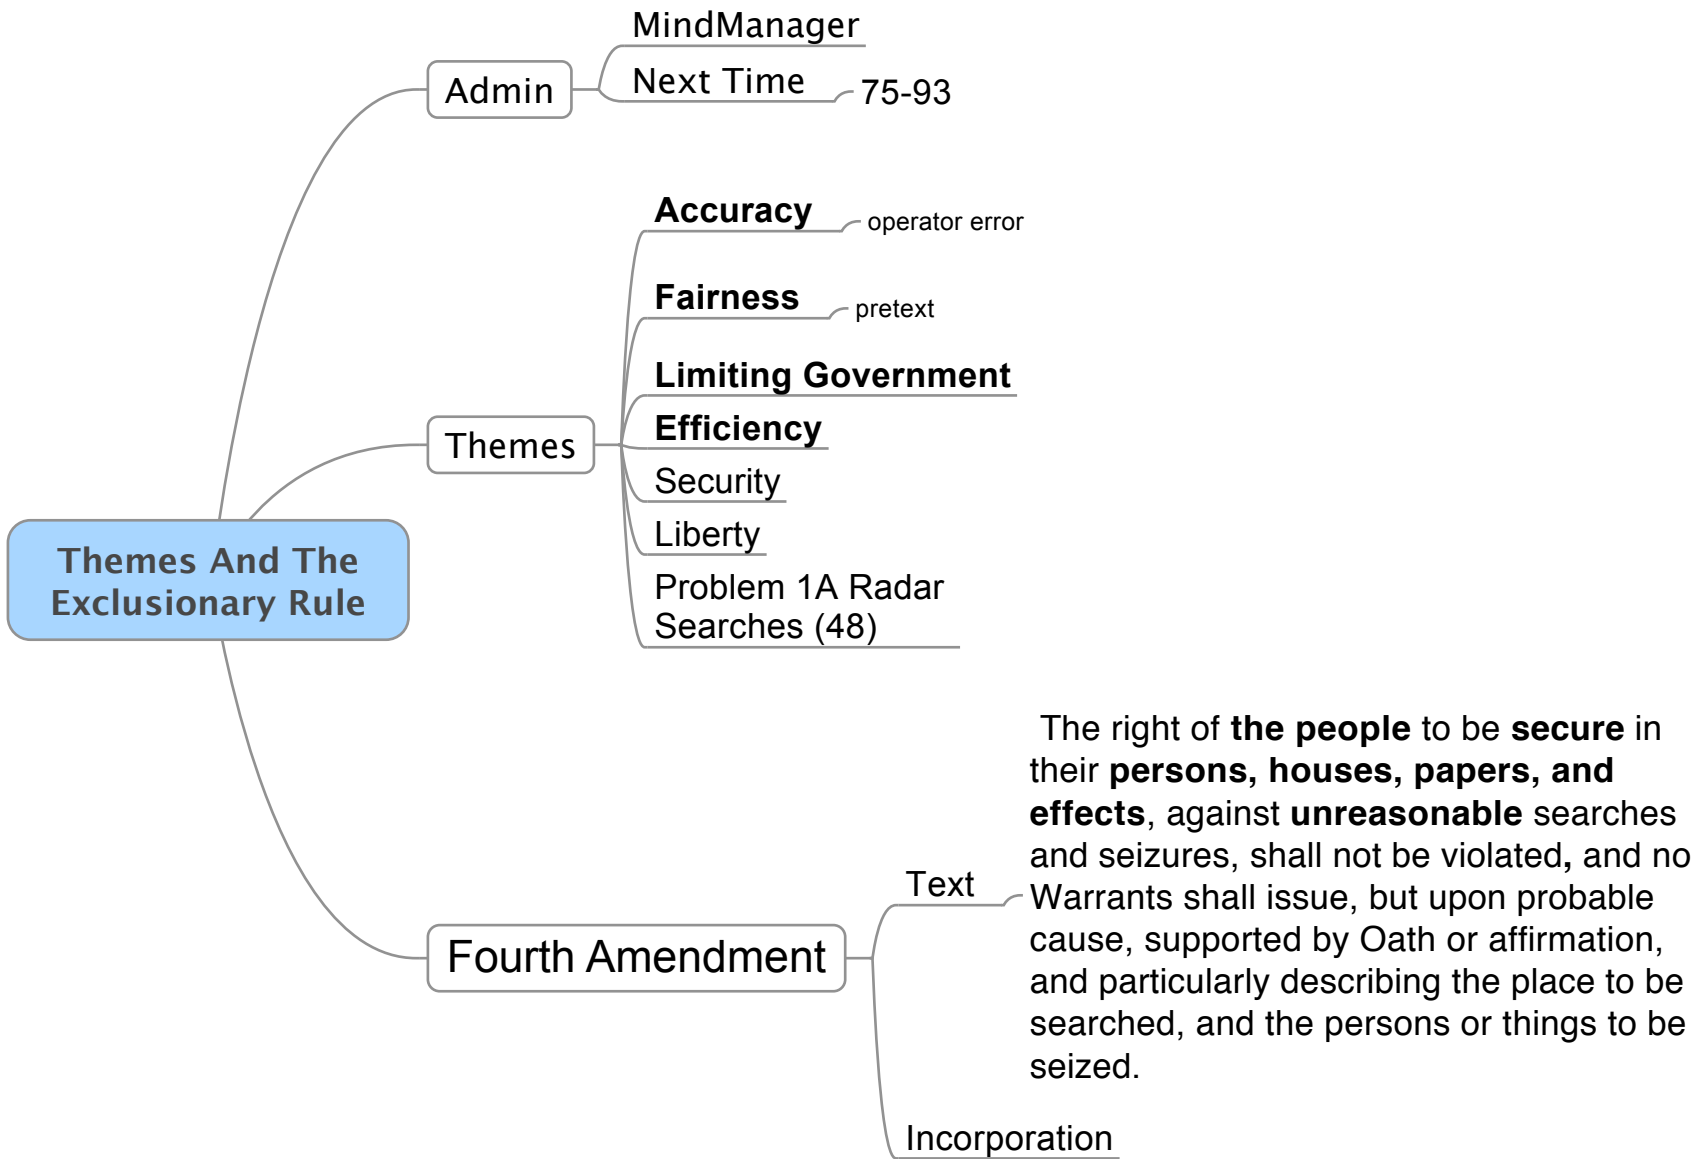 MindManager
Admin
Next Time
75-93
Accuracy
operator error
Fairness
pretext
Limiting Government
Efficiency
Themes
Security
Liberty
Themes And The
Exclusionary Rule
Problem 1A Radar
Searches (48)
The right of the people to be secure in
their persons, houses, papers, and
effects, against unreasonable searches
and seizures, shall not be violated, and no
Text
Warrants shall issue, but upon probable
cause, supported by Oath or affirmation,
Fourth Amendment
and particularly describing the place to be
searched, and the persons or things to be
seized.
Incorporation